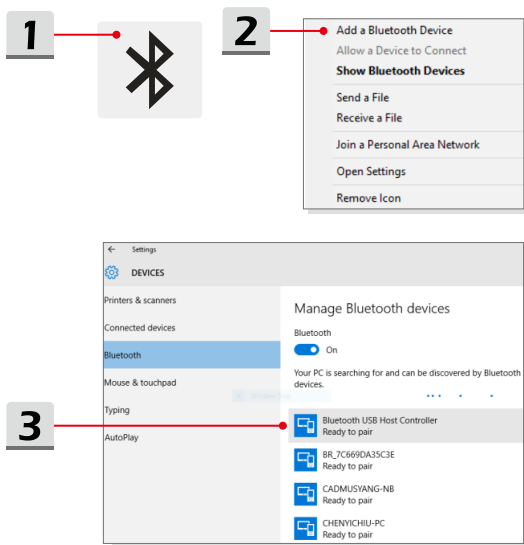 1
2
Add a Bluetooth Device
Allow a Device to Connect
Show Bluetooth Devices
Send a File
Receive a File
Join a Personal Area Network
Open Settings
Remove Icon
Settings
DEVICES
Printers & scanners
Connected devices
Bluetooth
Mouse & touchpad
Typing
AutoPlay
Manage Bluetooth devices
Bluetooth
On
Your PC is searching for and can be discovered by Bluetooth
devices.
3
Bluetooth USB Host Controller
Ready to pair
BR_7C669DA35C3E
Ready to pair
CADMUSYANG-NB
Ready to pair
CHENYICHIU-PC
Ready to pair